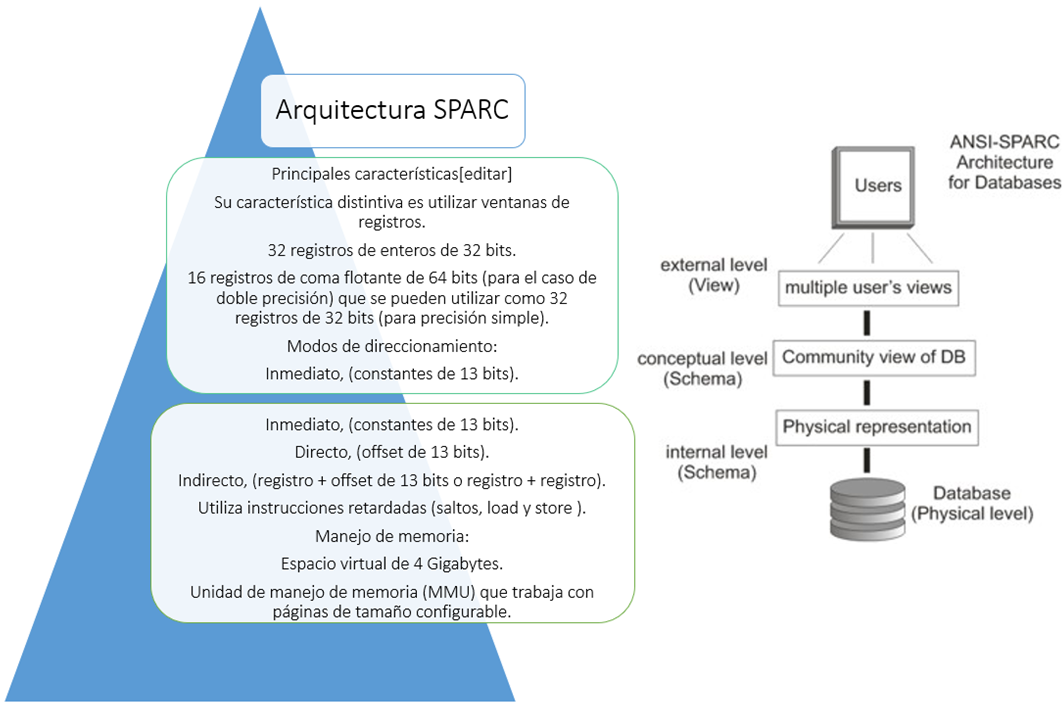 Arquitectura SPARC
Principales características[editar]
Su característica distintiva es utilizar ventanas de
registros.
32 registros de enteros de 32 bits.
16 registros de coma flotante de 64 bits (para el caso de
doble precisión) que se pueden utilizar como 32
registros de 32 bits (para precisión simple).
Modos de direccionamiento:
Inmediato, (constantes de 13 bits).
Inmediato, (constantes de 13 bits).
Directo, (offset de 13 bits).
Indirecto, (registro + offset de 13 bits o registro + registro).
Utiliza instrucciones retardadas (saltos, load y store ).
Manejo de memoria:
Espacio virtual de 4 Gigabytes.
Unidad de manejo de memoria (MMU) que trabaja con
páginas de tamaño configurable.
ANSI-SPARC
Architecture
for Databases
Users
external level
(View)
multiple user's views
conceptual level
(Schema)
Community view of DB
Physical representation
internal level
(Schema)
Database
(Physical level)